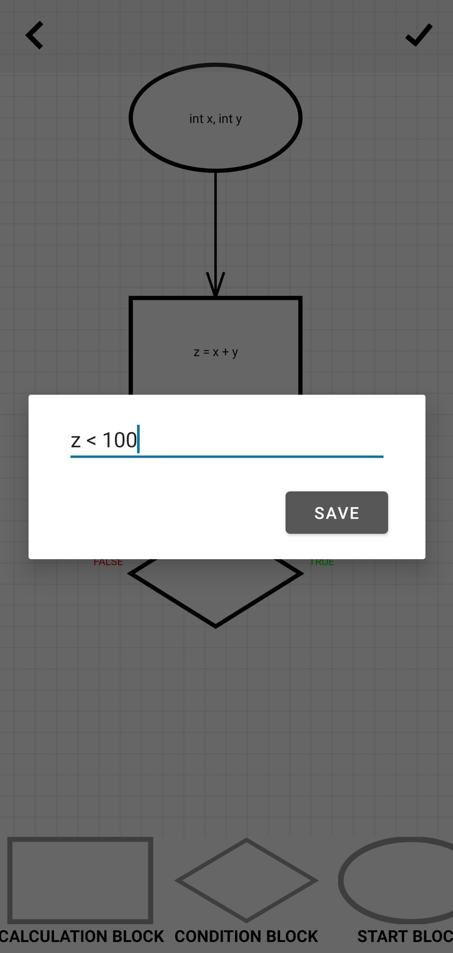 int x, int y
z = x + y
z < 100
SAVE
FALSE
TRUE
CALCULATION BLOCK
CONDITION BLOCK
START BLOC